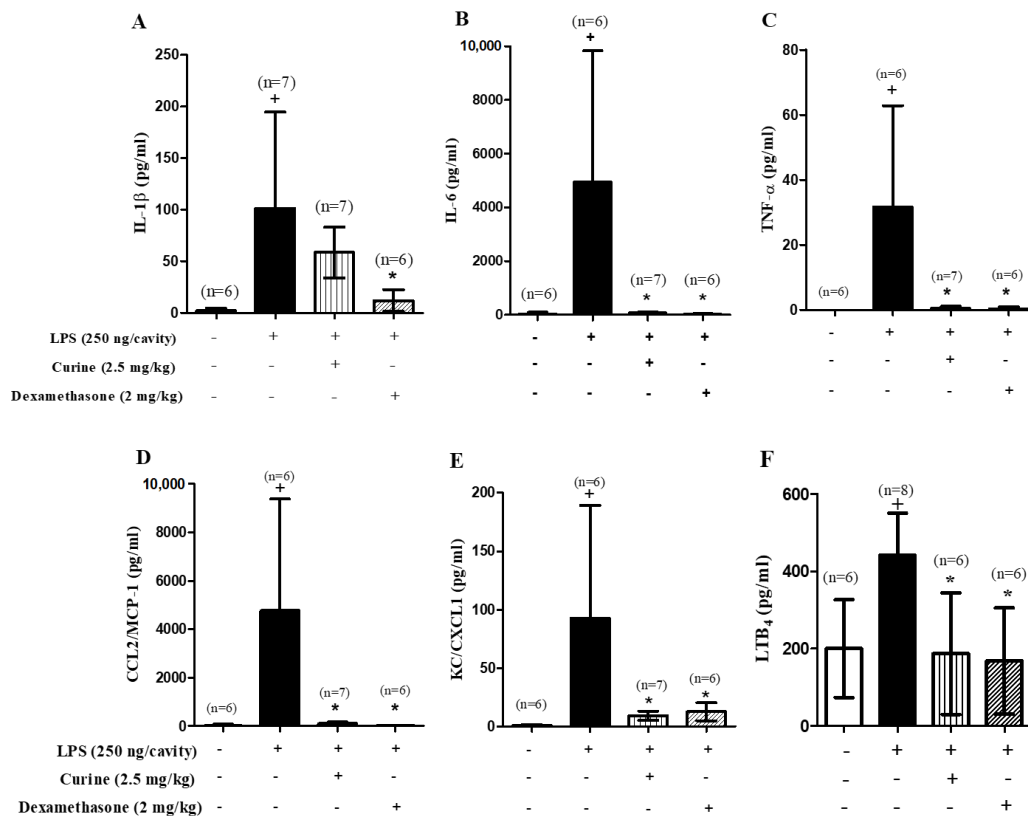 A
IL-1β (pg/ml)
250
200
150
100
50
0
(n=6)
(n=7)
+
(n=7)
(n=6)
*
LPS (250 ng/cavity) - + + +
Curine (2.5 mg/kg) - - + -
Dexamethasone (2 mg/kg) - - - +
B
IL-6 (pg/ml)
10,000
8000
6000
4000
2000
0
(n=6)
(n=6)
+
(n=7)
*
(n=6)
*
- + + +
- - + -
- - - +
C
TNF-α (pg/ml)
80
60
40
20
0
(n=6)
(n=6)
+
(n=7)
*
(n=6)
*
- + + +
- - + -
- - - +
D
CCL2/MCP-1 (pg/ml)
10,000
8000
6000
4000
2000
0
(n=6)
(n=6)
+
(n=7)
*
(n=6)
*
LPS (250 ng/cavity) - + + +
Curine (2.5 mg/kg) - - + -
Dexamethasone (2 mg/kg) - - - +
E
KC/CXCL1 (pg/ml)
200
150
100
50
0
(n=6)
(n=6)
+
(n=7)
*
(n=6)
*
- + + +
- - + -
- - - +
F
LTB4 (pg/ml)
600
400
200
0
(n=6)
(n=8)
+
(n=6)
*
(n=6)
*
- + + +
- - + -
- - - +